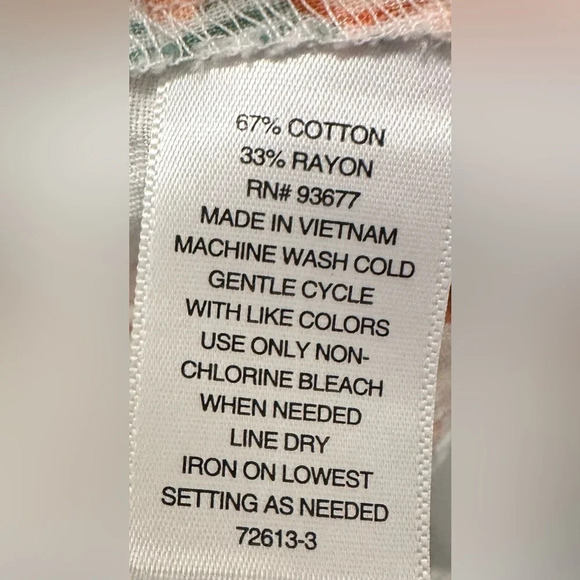 67% COTTON
33% RAYON
RN# 93677
MADE IN VIETNAM
MACHINE WASH COLD
GENTLE CYCLE
WITH LIKE COLORS
USE ONLY NON-
CHLORINE BLEACH
WHEN NEEDED
LINE DRY
IRON ON LOWEST
SETTING AS NEEDED
72613-3